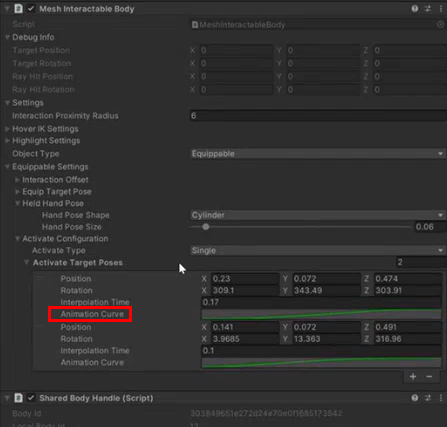 Mesh Interactable Body
Script MeshInteractableBody
Debug Info
Target Position X 0 Y 0 Z 0
Target Rotation X 0 Y 0 Z 0
Ray Hit Position X 0 Y 0 Z 0
Ray Hit Rotation X 0 Y 0 Z 0
Settings
Interaction Proximity Radius 6
Hover IK Settings
Highlight Settings
Object Type Equippable
Equippable Settings
Interaction Offset
Equip Target Pose
Held Hand Pose
Hand Pose Shape Cylinder
Hand Pose Size 0.06
Activate Configuration
Activate Type Single
Activate Target Poses 2
Position X 0.23 Y 0.072 Z 0.474
Rotation X 309.1 Y 343.49 Z 303.91
Interpolation Time 0.17
Animation Curve
Position X 0.141 Y 0.072 Z 0.491
Rotation X 3.9685 Y 13.363 Z 316.96
Interpolation Time 0.1
Animation Curve
+ −
Shared Body Handle (Script)
Body Id